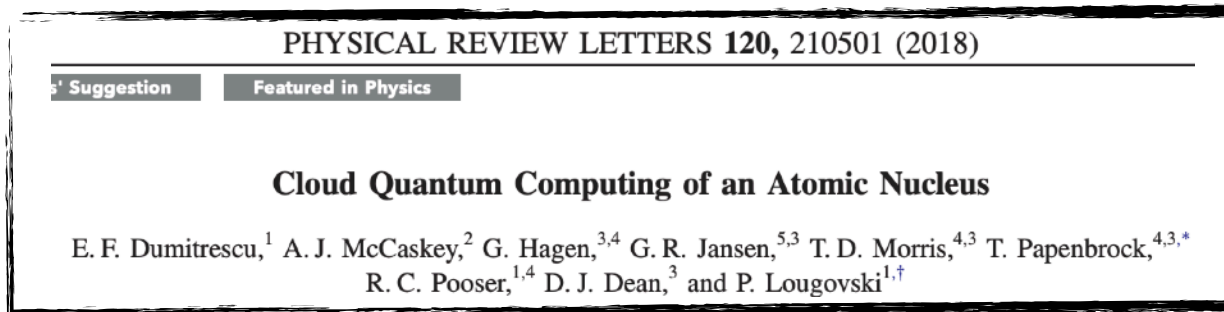 PHYSICAL REVIEW LETTERS 120, 210501 (2018)
s' Suggestion Featured in Physics
Cloud Quantum Computing of an Atomic Nucleus
E. F. Dumitrescu,1 A. J. McCaskey,2 G. Hagen,3,4 G. R. Jansen,5,3 T. D. Morris,4,3 T. Papenbrock,4,3,*
R. C. Pooser,1,4 D. J. Dean,3 and P. Lougovski1,†